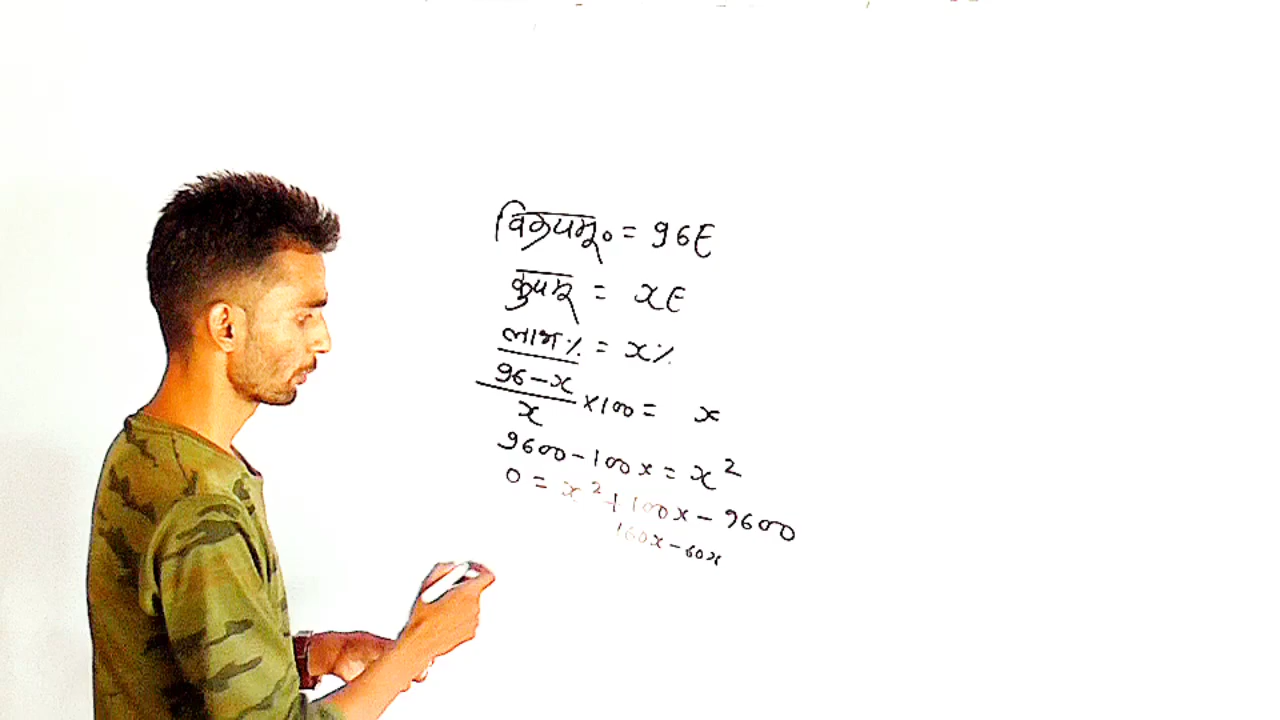 विक्रयमू० = 96€
क्रयमू = x€
लाभ% = x%
96-x/x ×100 = x
9600-100x = x²
0 = x²+100x-9600
160x-60x